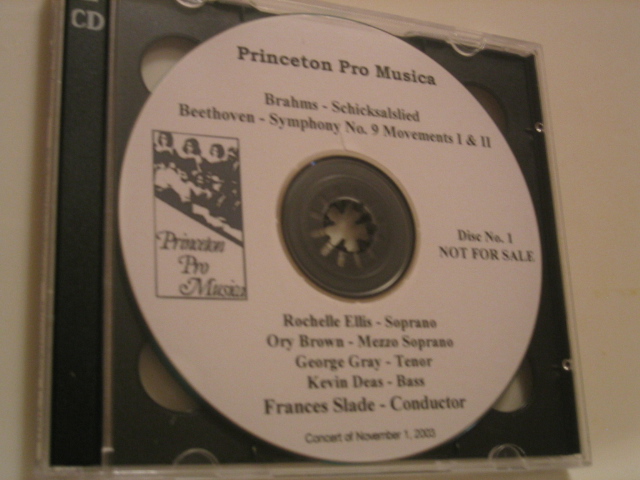 CD
Princeton Pro Musica
Brahms - Schicksalslied
Beethoven - Symphony No. 9 Movements I & II
Princeton
Pro
Musica
Disc No. 1
NOT FOR SALE
Rochelle Ellis - Soprano
Ory Brown - Mezzo Soprano
George Gray - Tenor
Kevin Deas - Bass
Frances Slade - Conductor
Concert of November 1, 2003